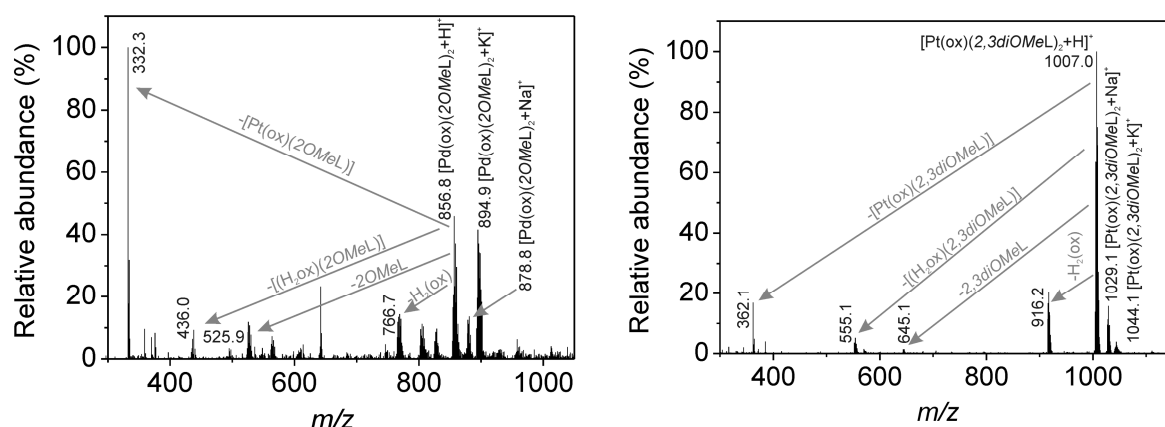 Relative abundance (%)
100
80
60
40
20
0
400
600
800
1000
m/z
332.3
-[Pt(ox)(2OMeL)]
856.8 [Pd(ox)(2OMeL)₂+H]⁺
894.9 [Pd(ox)(2OMeL)₂+K]⁺
878.8 [Pd(ox)(2OMeL)₂+Na]⁺
-[(H₂ox)(2OMeL)]
-2OMeL
-H₂(ox)
436.0
525.9
766.7
Relative abundance (%)
100
80
60
40
20
0
400
600
800
1000
m/z
[Pt(ox)(2,3diOMeL)₂+H]⁺
1007.0
1029.1 [Pt(ox)(2,3diOMeL)₂+Na]⁺
1044.1 [Pt(ox)(2,3diOMeL)₂+K]⁺
-[Pt(ox)(2,3diOMeL)]
-[(H₂ox)(2,3diOMeL)]
-2,3diOMeL
-H₂(ox)
362.1
555.1
645.1
916.2